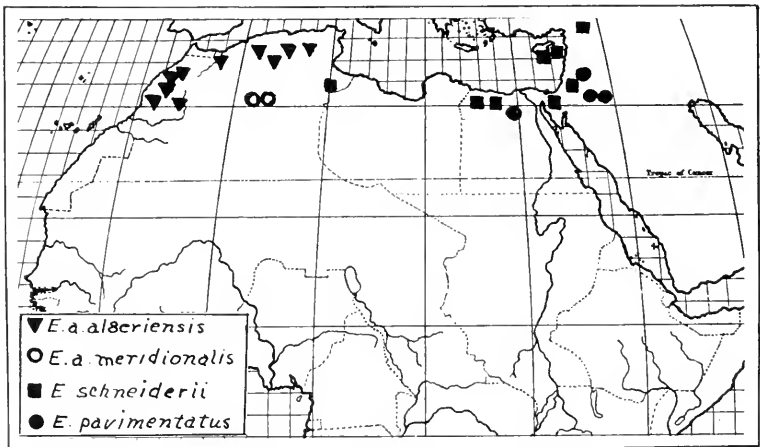 Tropic of Cancer
E. a. algeriensis
E. a. meridionalis
E schneiderii
E. pavimentatus